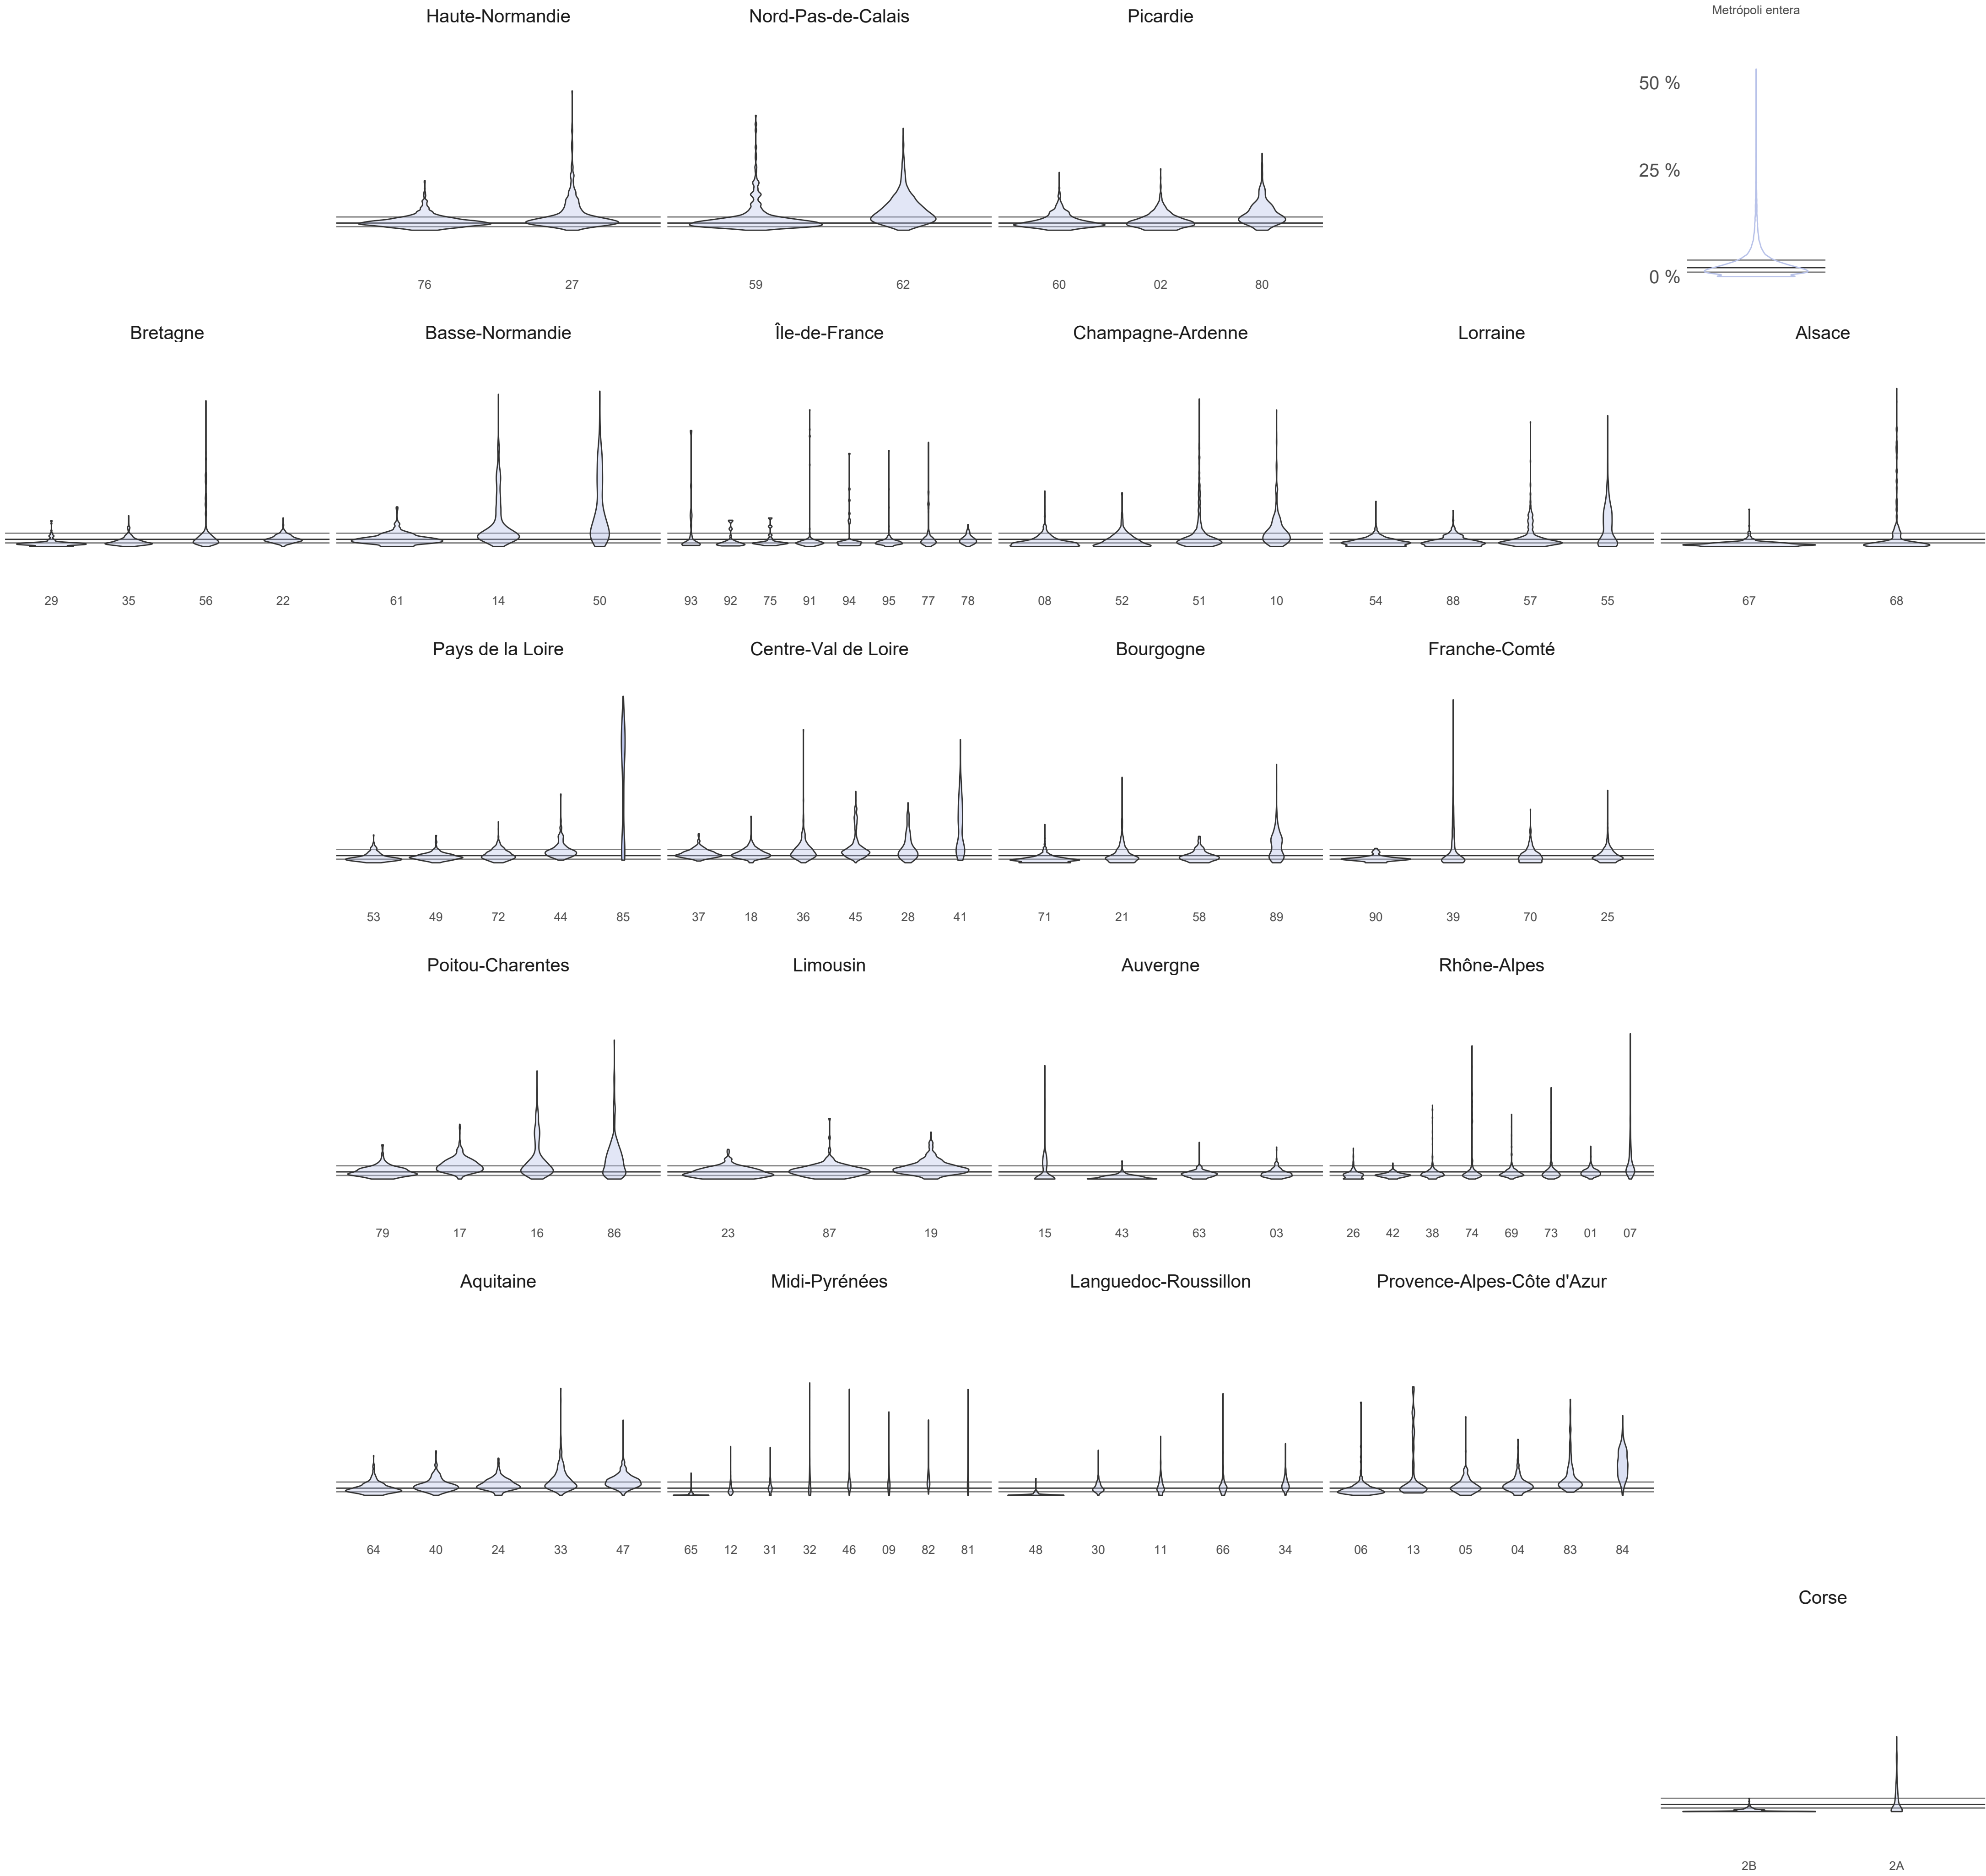 Haute-Normandie Nord-Pas-de-Calais Picardie Metrópoli entera
50 %
25 %
0 %
76 27 59 62 60 02 80
Bretagne Basse-Normandie Île-de-France Champagne-Ardenne Lorraine Alsace
29 35 56 22 61 14 50 93 92 75 91 94 95 77 78 08 52 51 10 54 88 57 55 67 68
Pays de la Loire Centre-Val de Loire Bourgogne Franche-Comté
53 49 72 44 85 37 18 36 45 28 41 71 21 58 89 90 39 70 25
Poitou-Charentes Limousin Auvergne Rhône-Alpes
79 17 16 86 23 87 19 15 43 63 03 26 42 38 74 69 73 01 07
Aquitaine Midi-Pyrénées Languedoc-Roussillon Provence-Alpes-Côte d'Azur
64 40 24 33 47 65 12 31 32 46 09 82 81 48 30 11 66 34 06 13 05 04 83 84
Corse
2B 2A